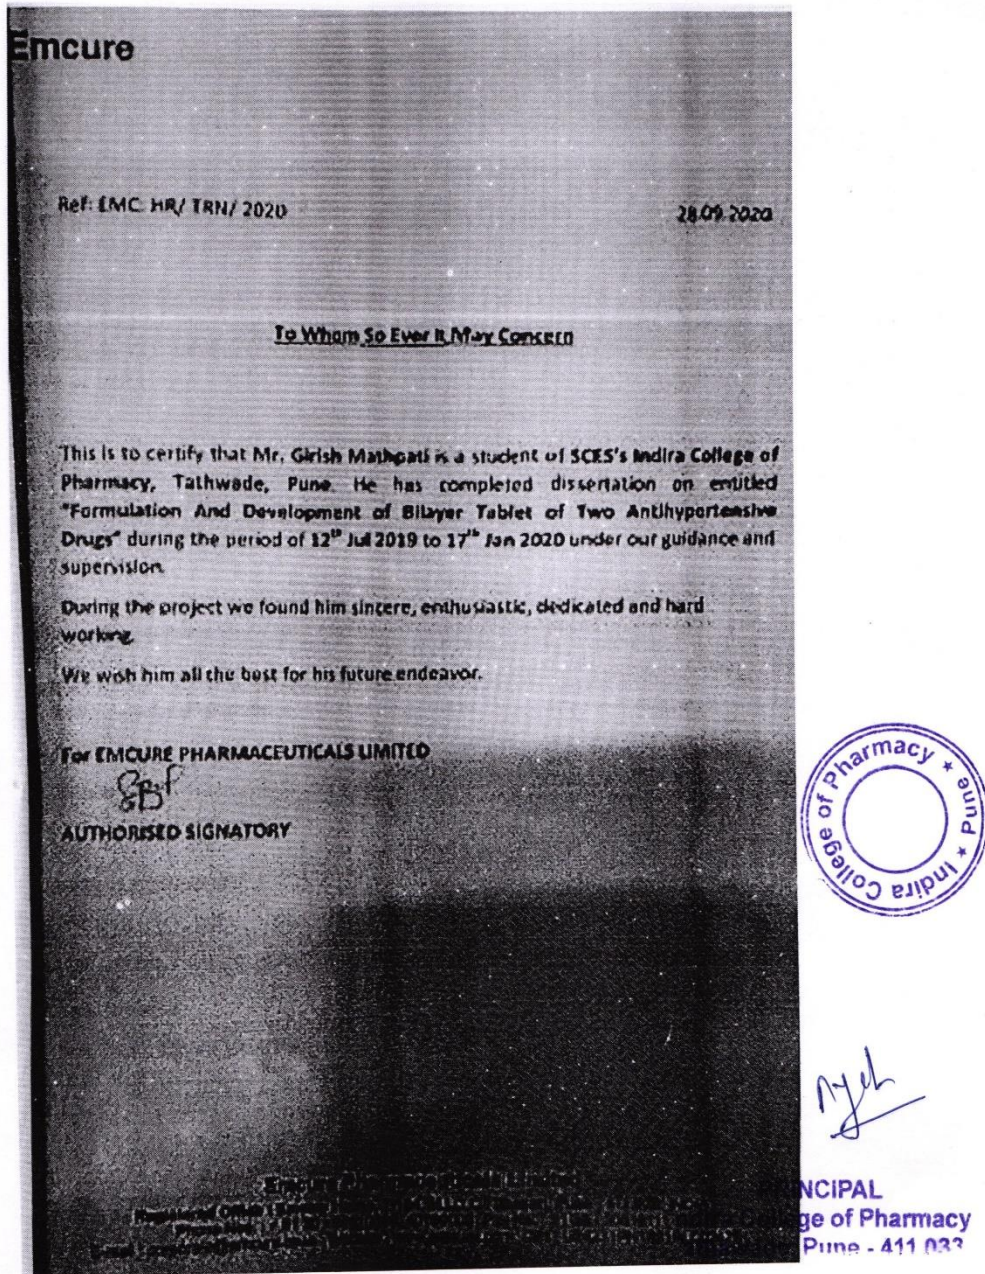 Emcure
Ref: EMC HR/ TRN/ 2020 28.09.2020
To Whom So Ever It May Concern
This is to certify that Mr. Girish Mathpati is a student of SCES's Indira College of
Pharmacy, Tathwade, Pune. He has completed dissertation on entitled
"Formulation And Development of Bilayer Tablet of Two Antihypertensive
Drugs" during the period of 12th Jul 2019 to 17th Jan 2020 under our guidance and
supervision.
During the project we found him sincere, enthusiastic, dedicated and hard
working.
We wish him all the best for his future endeavor.
For EMCURE PHARMACEUTICALS LIMITED
AUTHORISED SIGNATORY
Indira College of Pharmacy * Pune *
NCIPAL
ge of Pharmacy
Pune - 411 033
Registered Office :